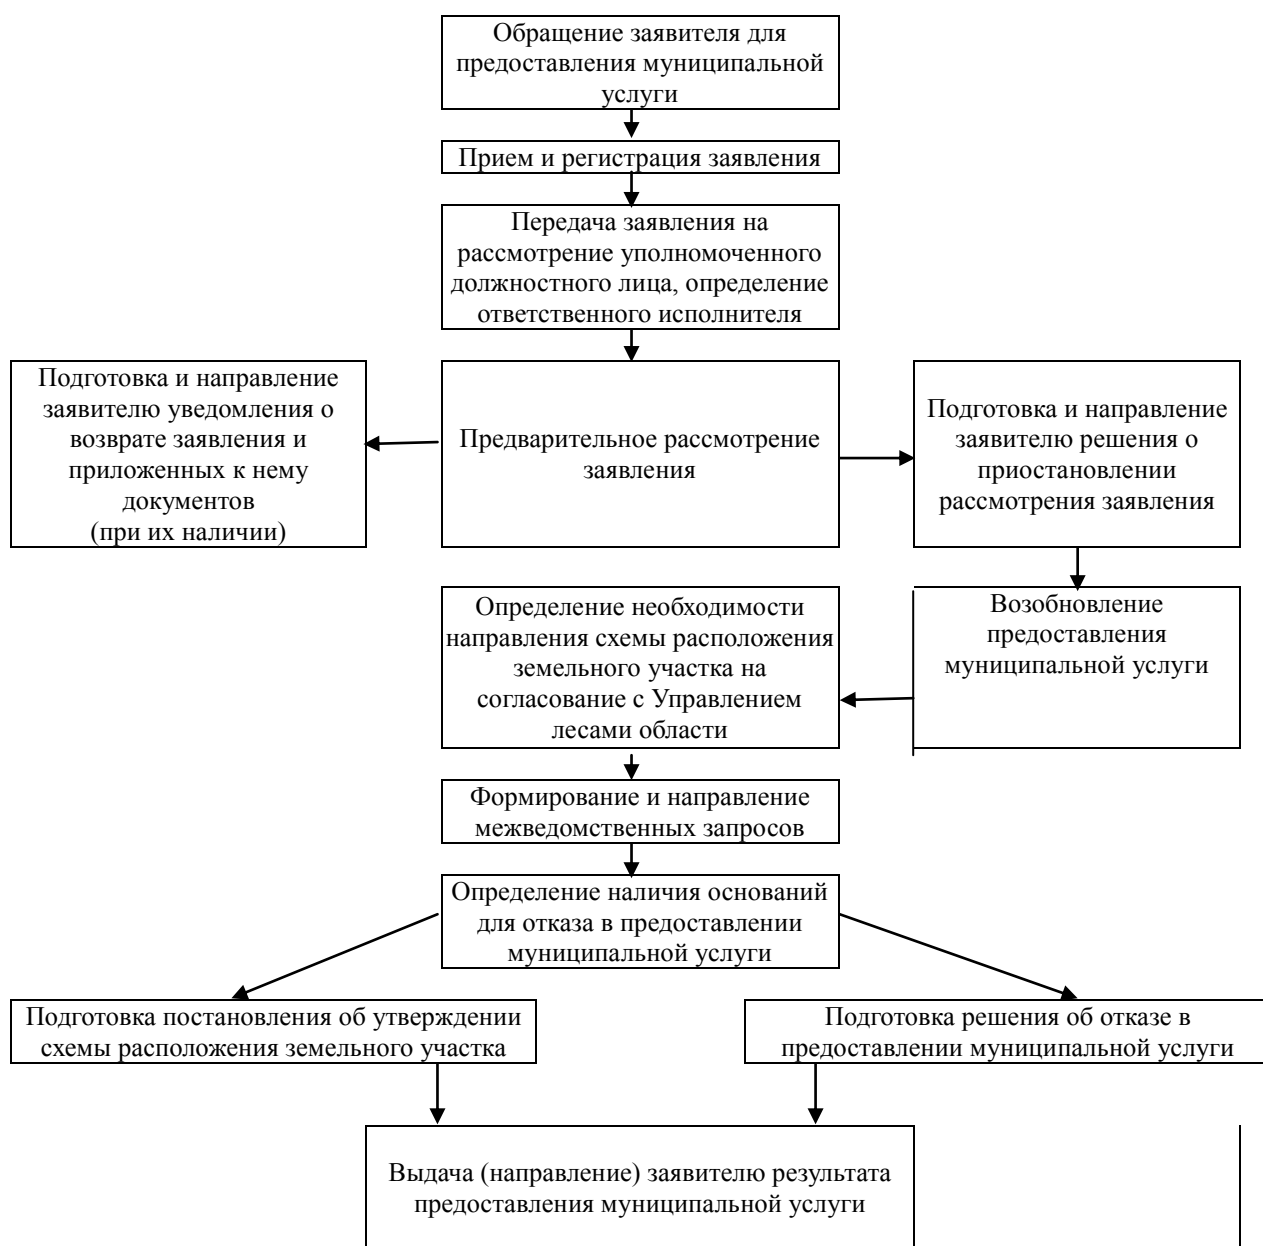 Обращение заявителя для
предоставления муниципальной
услуги
Прием и регистрация заявления
Передача заявления на
рассмотрение уполномоченного
должностного лица, определение
ответственного исполнителя
Подготовка и направление
заявителю уведомления о
возврате заявления и
приложенных к нему
документов
(при их наличии)
Предварительное рассмотрение
заявления
Подготовка и направление
заявителю решения о
приостановлении
рассмотрения заявления
Определение необходимости
направления схемы расположения
земельного участка на
согласование с Управлением
лесами области
Возобновление
предоставления
муниципальной услуги
Формирование и направление
межведомственных запросов
Определение наличия оснований
для отказа в предоставлении
муниципальной услуги
Подготовка постановления об утверждении
схемы расположения земельного участка
Подготовка решения об отказе в
предоставлении муниципальной услуги
Выдача (направление) заявителю результата
предоставления муниципальной услуги